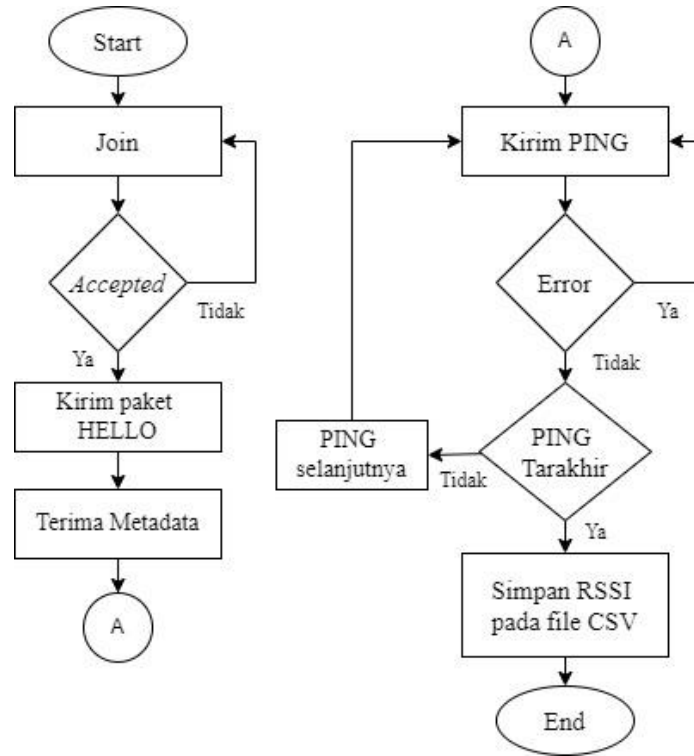 Start
Join
Accepted
Tidak
Ya
Kirim paket
HELLO
Terima Metadata
A
A
Kirim PING
Error
Ya
Tidak
PING
Tarakhir
Tidak
PING
selanjutnya
Ya
Simpan RSSI
pada file CSV
End